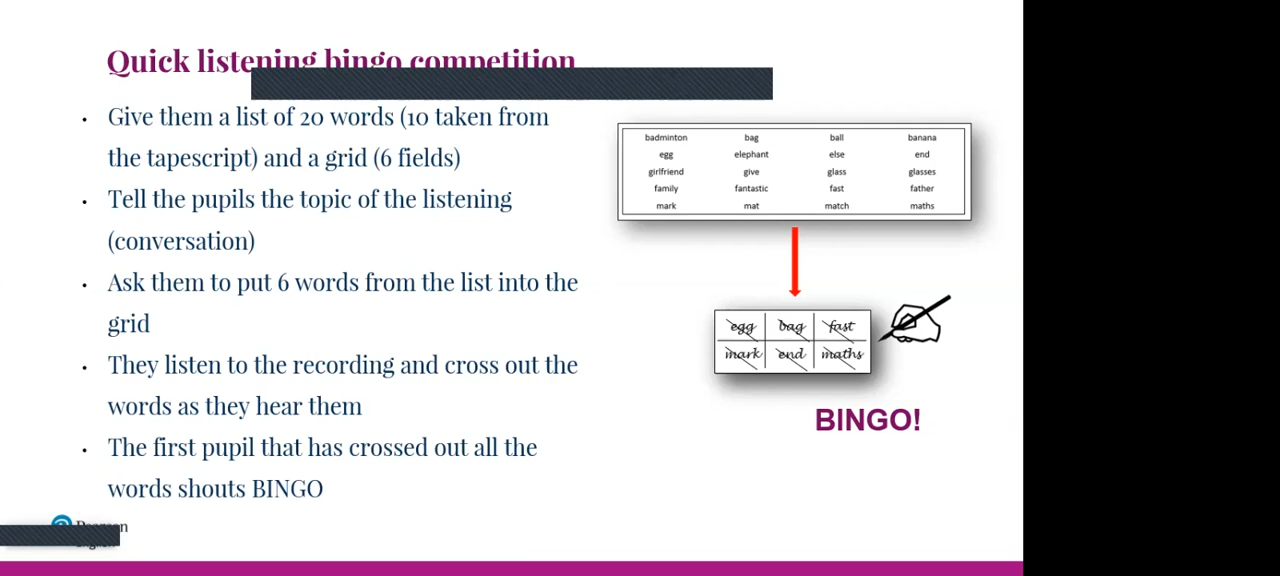 Quick listening bingo competition
Give them a list of 20 words (10 taken from
the tapescript) and a grid (6 fields)
Tell the pupils the topic of the listening
(conversation)
Ask them to put 6 words from the list into the
grid
They listen to the recording and cross out the
words as they hear them
The first pupil that has crossed out all the
words shouts BINGO
badminton bag ball banana
egg elephant else end
girlfriend give glass glasses
family fantastic fast father
mark mat match maths
egg bag fast
mark end maths
BINGO!
Pearson